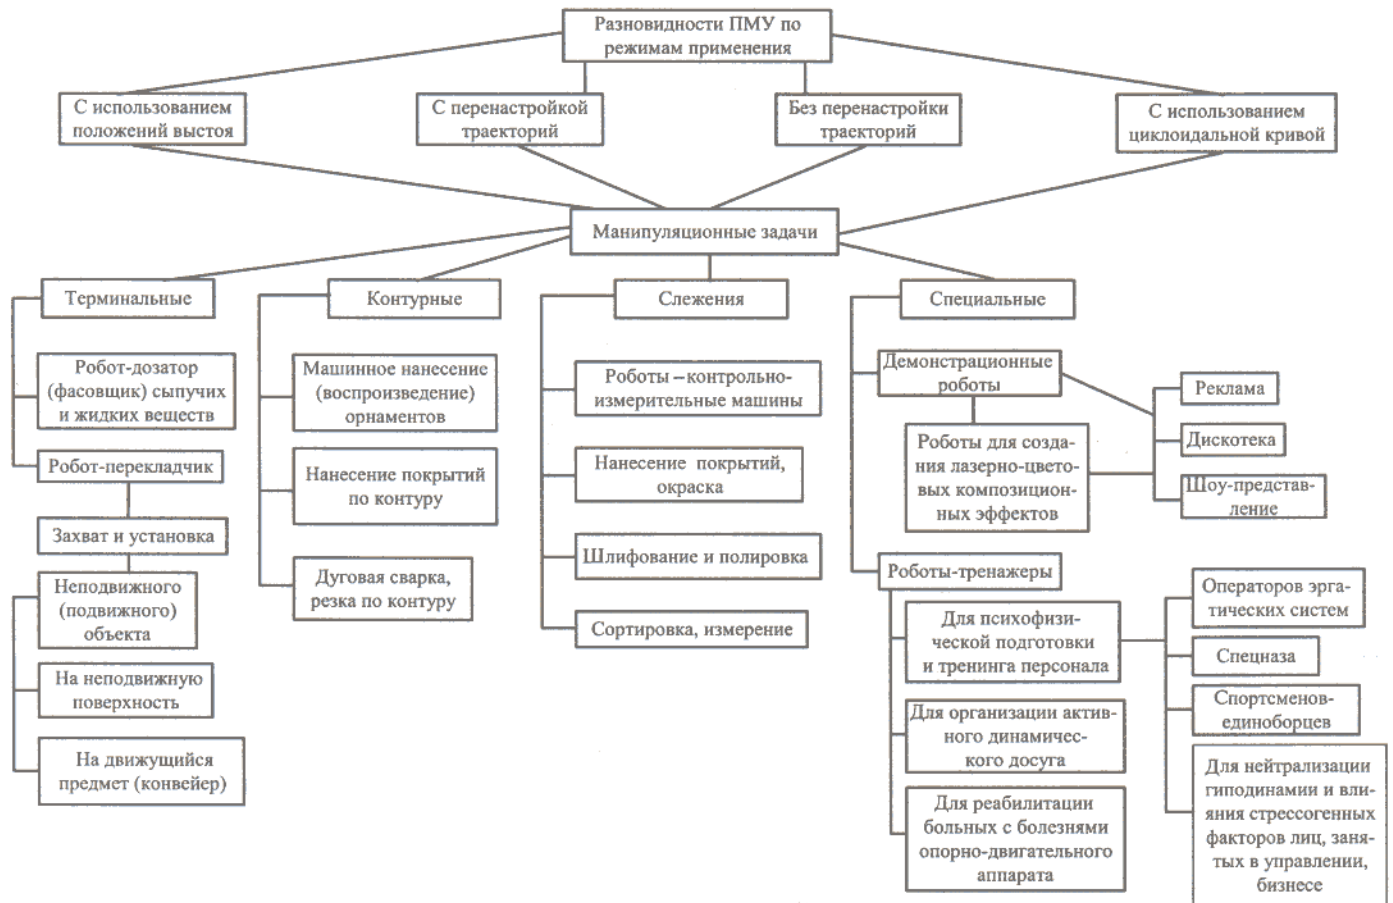 Разновидности ПМУ по
режимам применения
С использованием
положений выстоя
С перенастройкой
траекторий
Без перенастройки
траекторий
С использованием
циклоидальной кривой
Манипуляционные задачи
Терминальные
Робот-дозатор
(фасовщик) сыпучих
и жидких веществ
Робот-перекладчик
Захват и установка
Неподвижного
(подвижного)
объекта
На неподвижную
поверхность
На движущийся
предмет (конвейер)
Контурные
Машинное нанесение
(воспроизведение)
орнаментов
Нанесение покрытий
по контуру
Дуговая сварка,
резка по контуру
Слежения
Роботы – контрольно-
измерительные машины
Нанесение покрытий,
окраска
Шлифование и полировка
Сортировка, измерение
Специальные
Демонстрационные
роботы
Роботы для созда-
ния лазерно-цвето-
вых композицион-
ных эффектов
Реклама
Дискотека
Шоу-представ-
ление
Роботы-тренажеры
Для психофизи-
ческой подготовки
и тренинга персонала
Для организации актив-
ного динамичес-
кого досуга
Для реабилитации
больных с болезнями
опорно-двигательного
аппарата
Операторов эрга-
тических систем
Спецназа
Спортсменов-
единоборцев
Для нейтрализации
гиподинамии и вли-
яния стрессогенных
факторов лиц, заня-
тых в управлении,
бизнесе